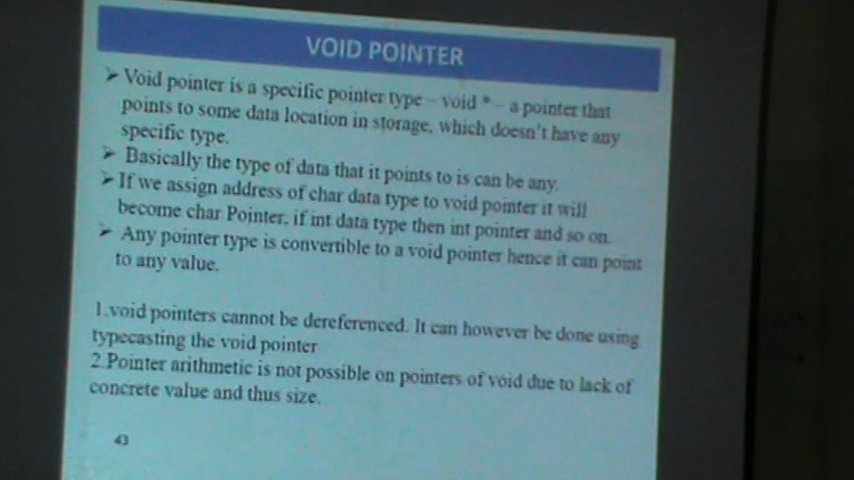 VOID POINTER
➤ Void pointer is a specific pointer type – void * – a pointer that
points to some data location in storage, which doesn't have any
specific type.
➤ Basically the type of data that it points to is can be any.
➤ If we assign address of char data type to void pointer it will
become char Pointer, if int data type then int pointer and so on.
➤ Any pointer type is convertible to a void pointer hence it can point
to any value.
1.void pointers cannot be dereferenced. It can however be done using
typecasting the void pointer
2.Pointer arithmetic is not possible on pointers of void due to lack of
concrete value and thus size.
43